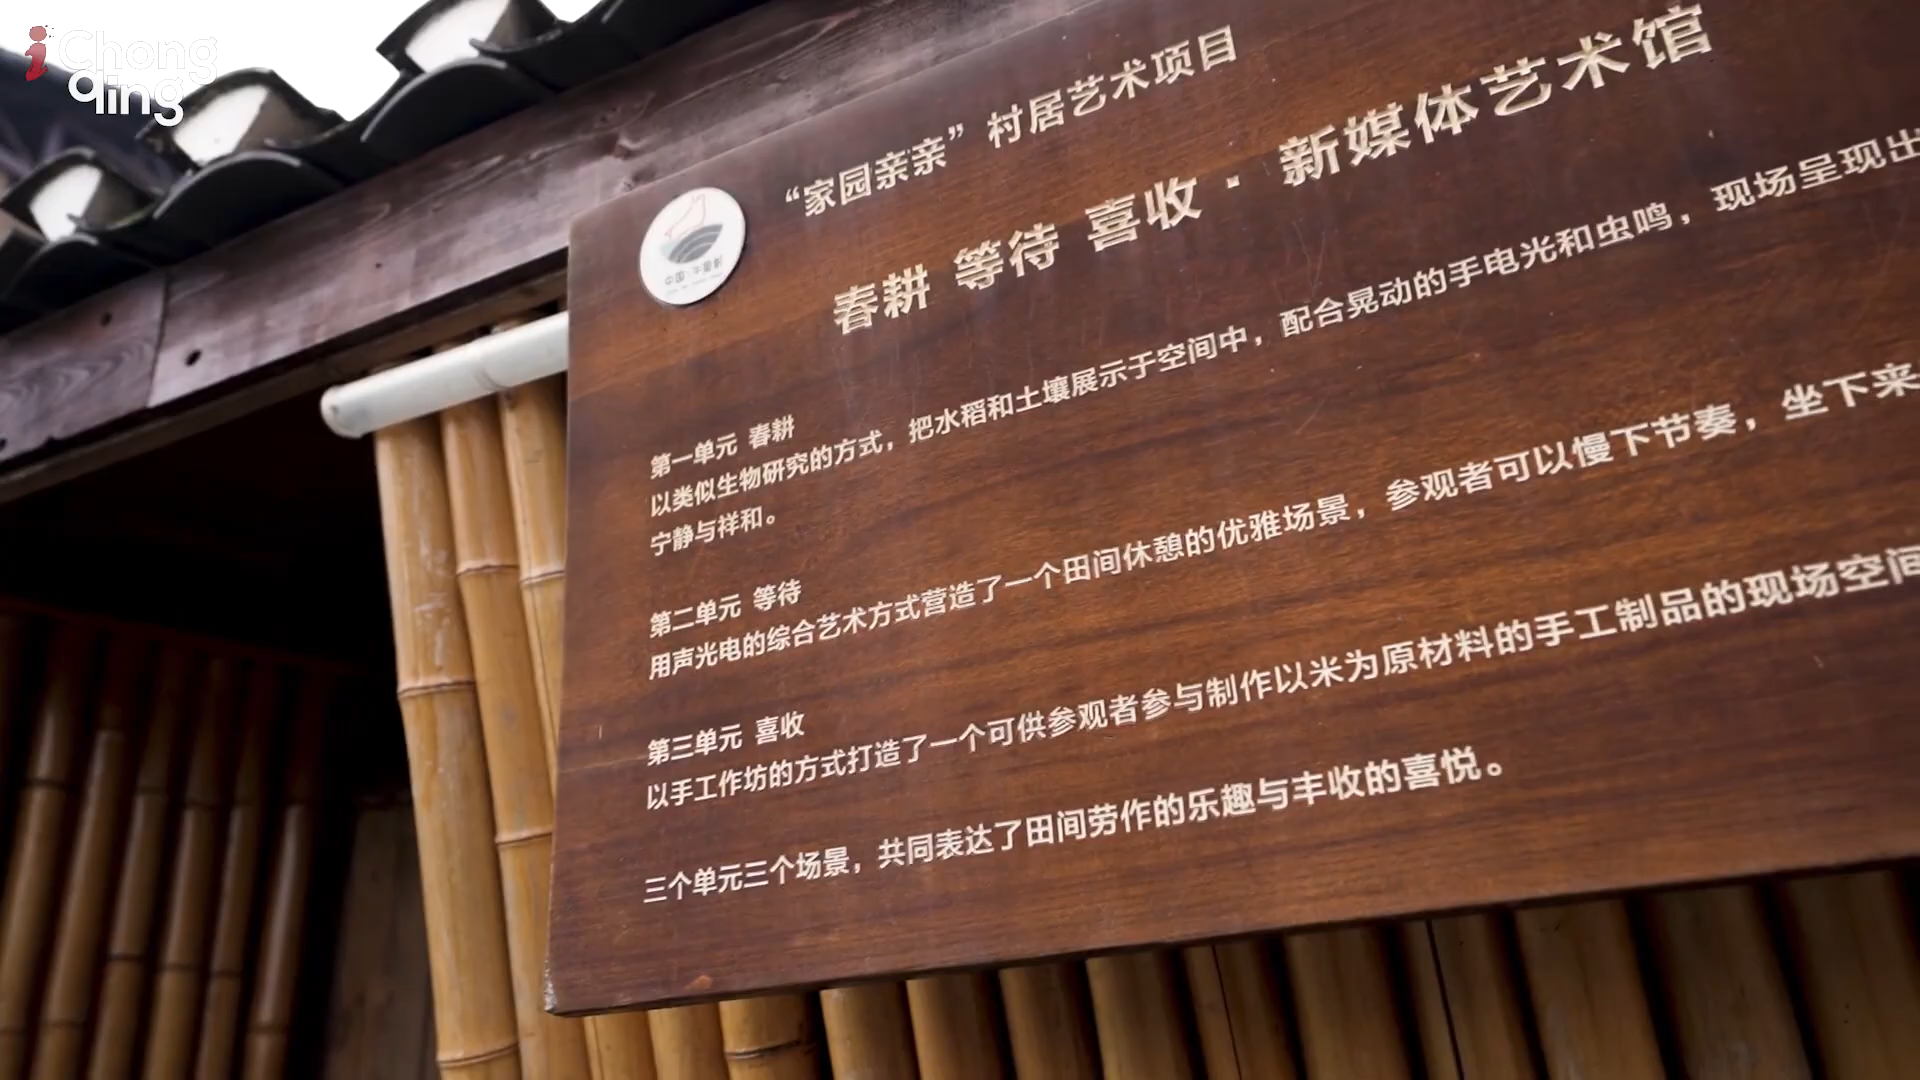 iChong
qing
“家园亲亲”村居艺术项目
春耕 等待 喜收·新媒体艺术馆
第一单元 春耕
以类似生物研究的方式，把水稻和土壤展示于空间中，配合晃动的手电光和虫鸣，现场呈现出
宁静与祥和。
第二单元 等待
用声光电的综合艺术方式营造了一个田间休憩的优雅场景，参观者可以慢下节奏，坐下来
第三单元 喜收
以手工作坊的方式打造了一个可供参观者参与制作以米为原材料的手工制品的现场空间
三个单元三个场景，共同表达了田间劳作的乐趣与丰收的喜悦。